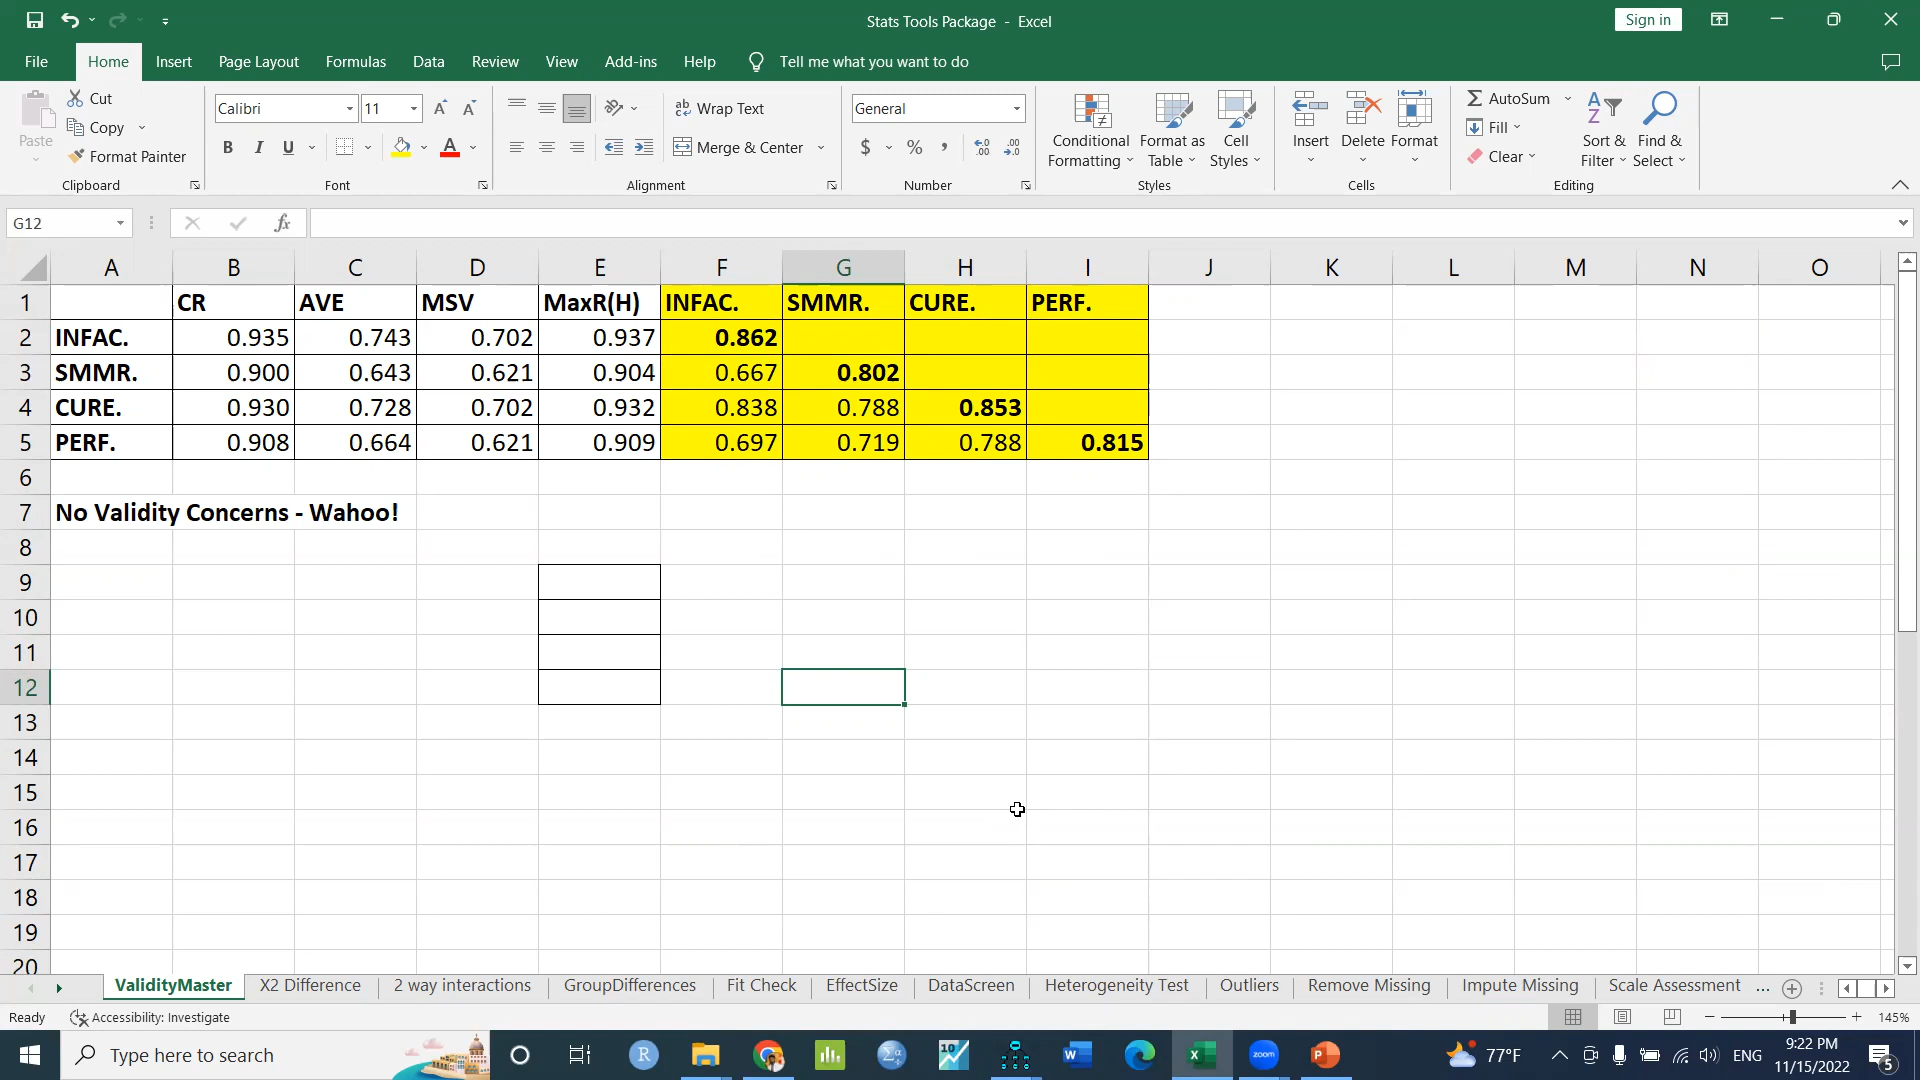 Stats Tools Package - Excel
Sign in
File Home Insert Page Layout Formulas Data Review View Add-ins Help Tell me what you want to do
Paste
Cut
Copy
Format Painter
Clipboard
Calibri 11
B I U
Font
Wrap Text
Merge & Center
Alignment
General
$ % ,
Number
Conditional Formatting
Format as Table
Cell Styles
Styles
Insert
Delete
Format
Cells
AutoSum
Fill
Clear
Sort & Filter
Find & Select
Editing
G12
fx
A B C D E F G H I J K L M N O
1 CR AVE MSV MaxR(H) INFAC. SMMR. CURE. PERF.
2 INFAC. 0.935 0.743 0.702 0.937 0.862
3 SMMR. 0.900 0.643 0.621 0.904 0.667 0.802
4 CURE. 0.930 0.728 0.702 0.932 0.838 0.788 0.853
5 PERF. 0.908 0.664 0.621 0.909 0.697 0.719 0.788 0.815
6
7 No Validity Concerns - Wahoo!
8
9
10
11
12
13
14
15
16
17
18
19
20
ValidityMaster X2 Difference 2 way interactions GroupDifferences Fit Check EffectSize DataScreen Heterogeneity Test Outliers Remove Missing Impute Missing Scale Assessment ...
Ready Accessibility: Investigate 145%
Type here to search
77°F ENG
9:22 PM
11/15/2022
5